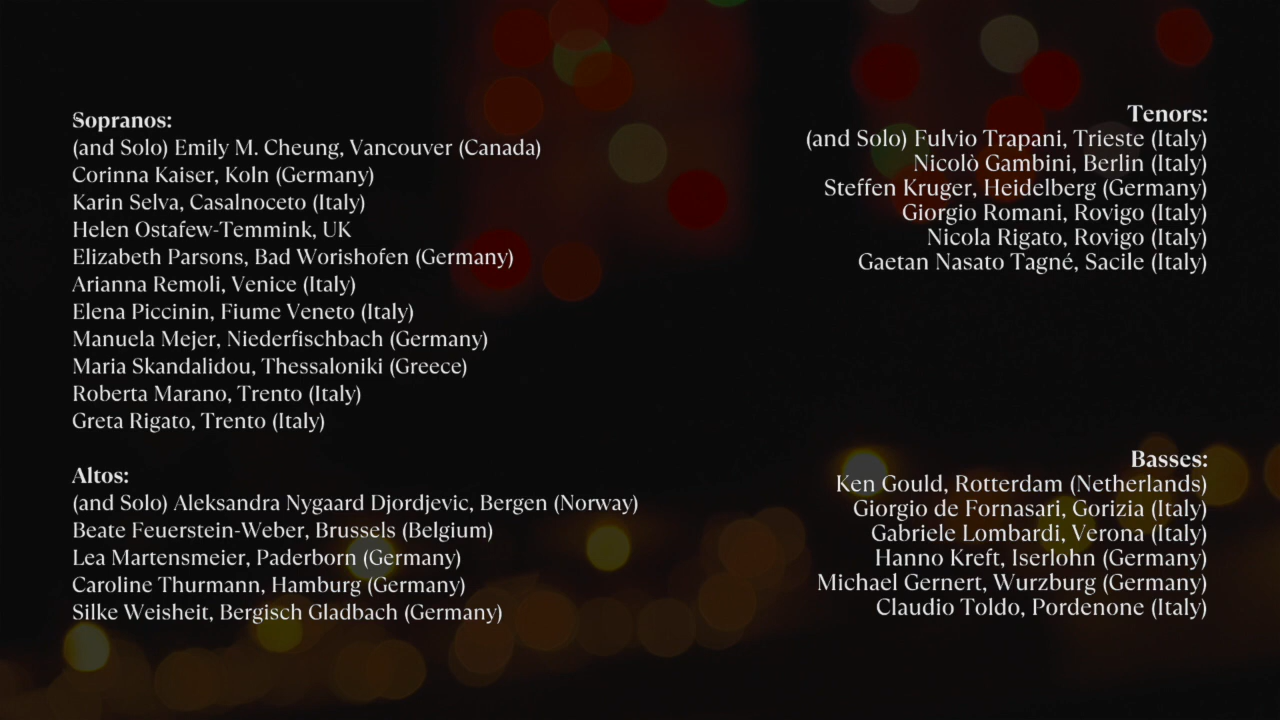 Sopranos:
(and Solo) Emily M. Cheung, Vancouver (Canada)
Corinna Kaiser, Koln (Germany)
Karin Selva, Casalnoceto (Italy)
Helen Ostafew-Temmink, UK
Elizabeth Parsons, Bad Worishofen (Germany)
Arianna Remoli, Venice (Italy)
Elena Piccinin, Fiume Veneto (Italy)
Manuela Mejer, Niederfischbach (Germany)
Maria Skandalidou, Thessaloniki (Greece)
Roberta Marano, Trento (Italy)
Greta Rigato, Trento (Italy)
Altos:
(and Solo) Aleksandra Nygaard Djordjevic, Bergen (Norway)
Beate Feuerstein-Weber, Brussels (Belgium)
Lea Martensmeier, Paderborn (Germany)
Caroline Thurmann, Hamburg (Germany)
Silke Weisheit, Bergisch Gladbach (Germany)
Tenors:
(and Solo) Fulvio Trapani, Trieste (Italy)
Nicolò Gambini, Berlin (Italy)
Steffen Kruger, Heidelberg (Germany)
Giorgio Romani, Rovigo (Italy)
Nicola Rigato, Rovigo (Italy)
Gaetan Nasato Tagné, Sacile (Italy)
Basses:
Ken Gould, Rotterdam (Netherlands)
Giorgio de Fornasari, Gorizia (Italy)
Gabriele Lombardi, Verona (Italy)
Hanno Kreft, Iserlohn (Germany)
Michael Gernert, Wurzburg (Germany)
Claudio Toldo, Pordenone (Italy)